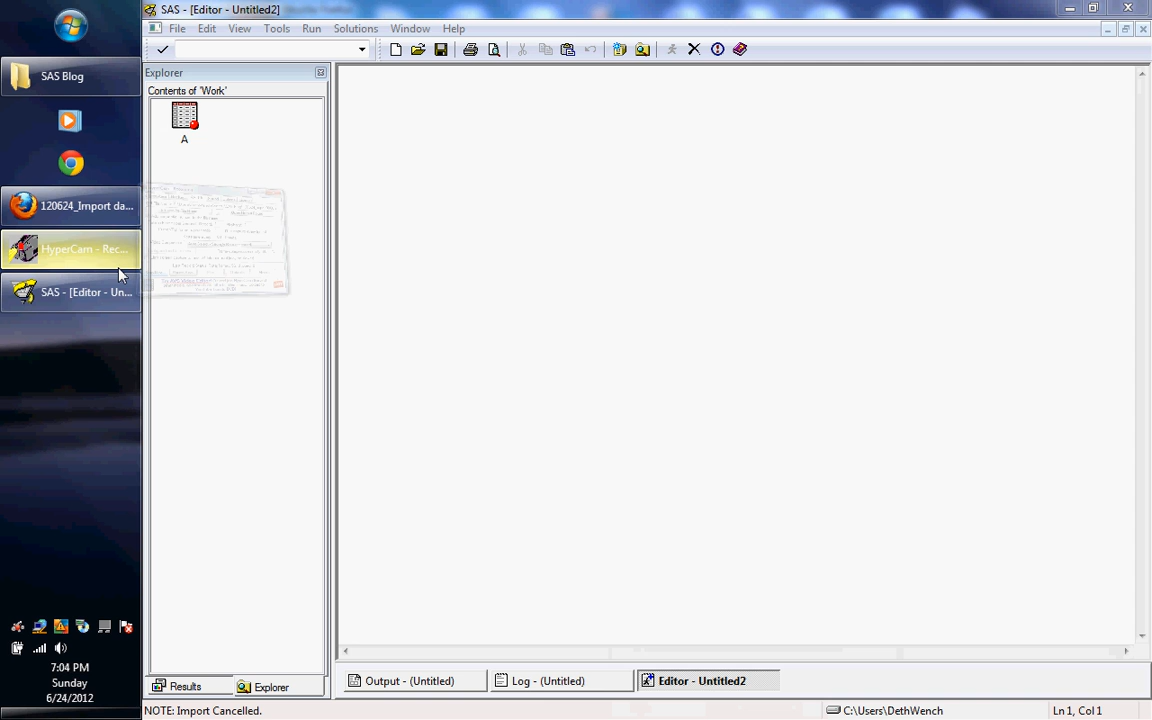 SAS - [Editor - Untitled2]
File Edit View Tools Run Solutions Window Help
SAS Blog
Explorer
Contents of 'Work'
A
120624_Import da...
HyperCam - Rec...
SAS - [Editor - Un...
Results
Explorer
Output - (Untitled)
Log - (Untitled)
Editor - Untitled2
NOTE: Import Cancelled.
C:\Users\DethWench
Ln 1, Col 1
7:04 PM
Sunday
6/24/2012